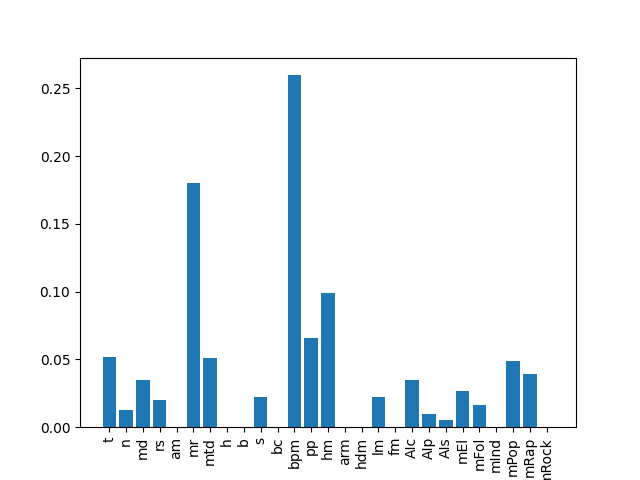 0.25
0.20
0.15
0.10
0.05
0.00
t
n
md
rs
am
mr
mtd
h
b
s
bc
bpm
pp
hm
arm
hdm
lm
fm
Alc
Alp
Als
mEl
mFol
mInd
mPop
mRap
mRock